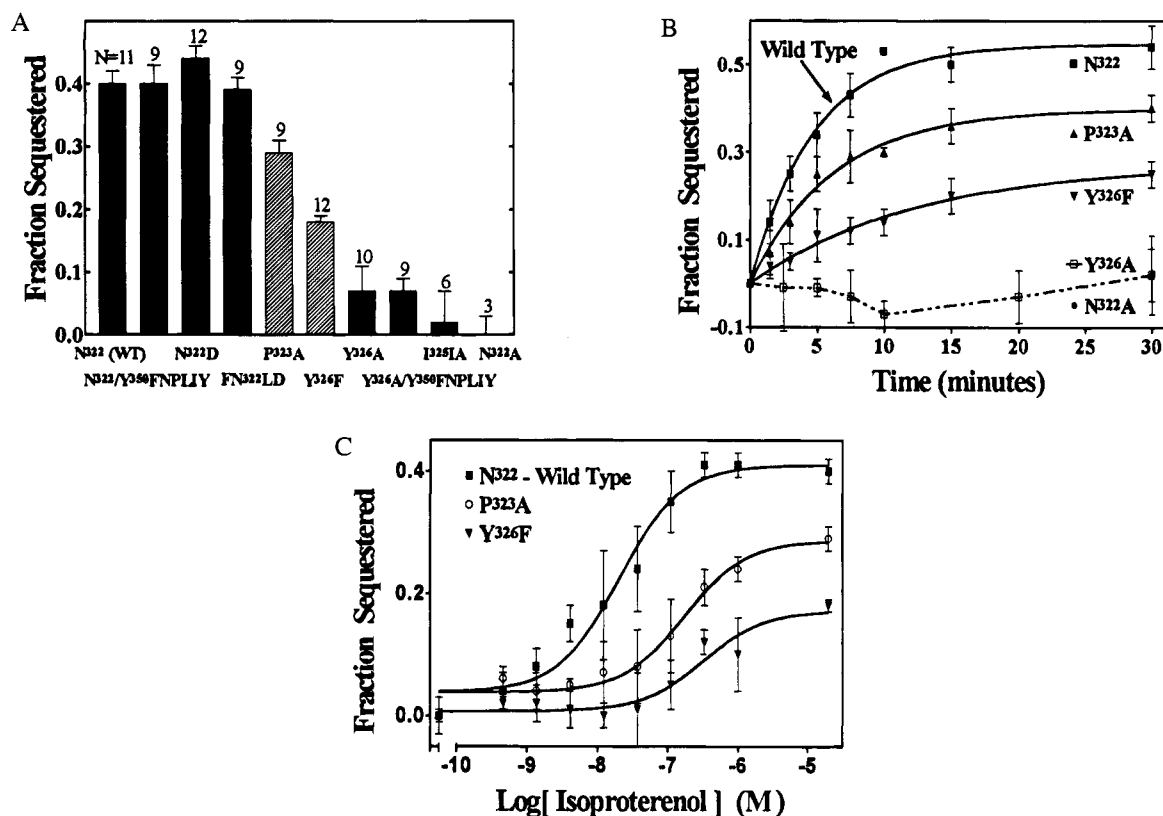 A
Fraction Sequestered
0.4
0.3
0.2
0.1
0.0
N=11
9
12
9
9
12
10
9
6
3
N322 (WT) N322D P323A Y326A I325IA N322A
N322/Y350FNPLIY FN322LD Y326F Y326A/Y350FNPLIY
B
Fraction Sequestered
0.5
0.3
0.1
-0.1
Wild Type
N322
P323A
Y326F
Y326A
N322A
0 5 10 15 20 25 30
Time (minutes)
C
Fraction Sequestered
0.4
0.2
0.0
N322 - Wild Type
P323A
Y326F
-10 -9 -8 -7 -6 -5
Log[ Isoproterenol ] (M)